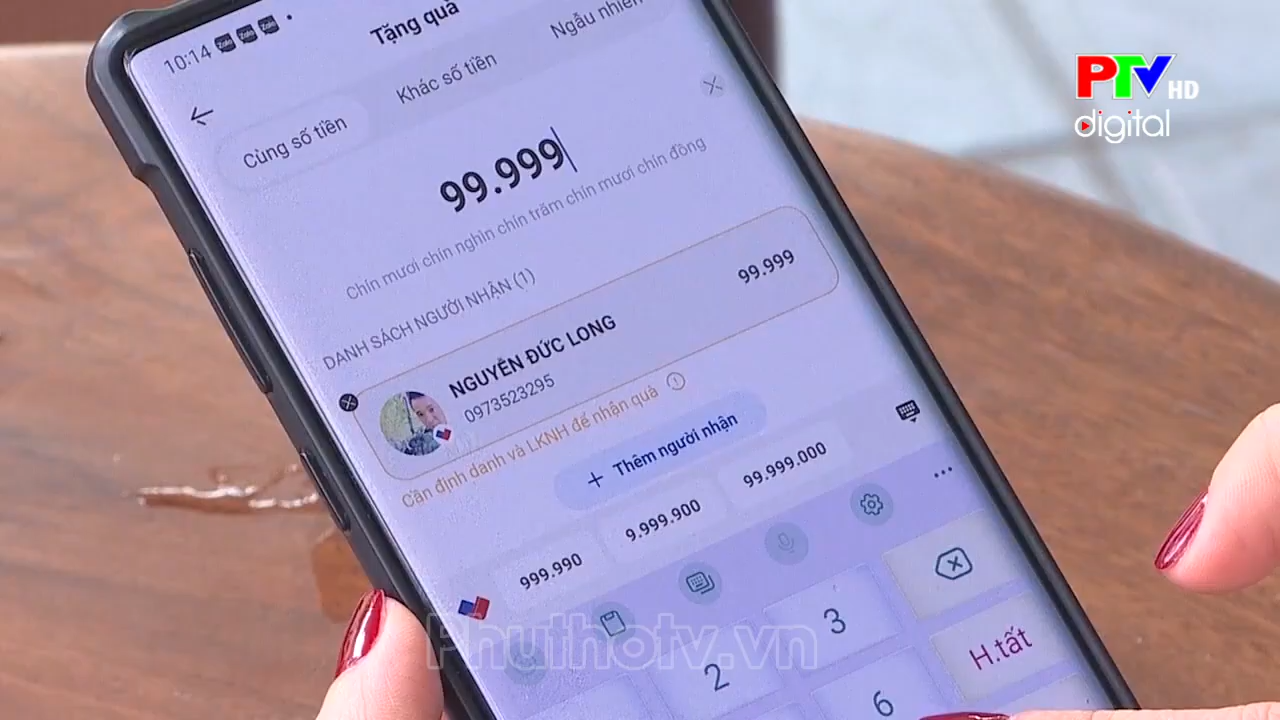 10:14 Zalo Zalo Zalo
Tặng quà
Cùng số tiền
Khác số tiền
Ngẫu nhiên
99.999
Chín mươi chín nghìn chín trăm chín mươi chín đồng
DANH SÁCH NGƯỜI NHẬN (1)
NGUYỄN ĐỨC LONG
0973523295
99.999
Cần định danh và LKNH để nhận quà
+ Thêm người nhận
999.990
9.999.900
99.999.000
2
3
6
H.tất
PTV HD
digital
Phuthotv.vn